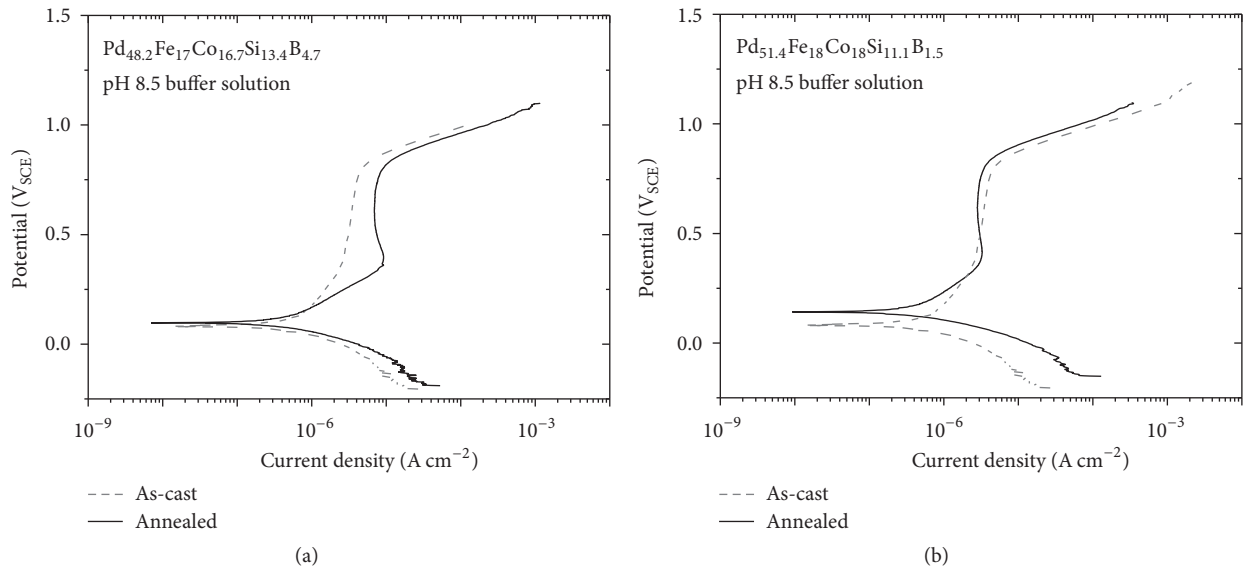 1.5
Pd48.2Fe17Co16.7Si13.4B4.7
pH 8.5 buffer solution
1.0
0.5
0.0
Potential (VSCE)
10−9
10−6
10−3
Current density (A cm−2)
As-cast
Annealed
(a)
1.5
Pd51.4Fe18Co18Si11.1B1.5
pH 8.5 buffer solution
1.0
0.5
0.0
Potential (VSCE)
10−9
10−6
10−3
Current density (A cm−2)
As-cast
Annealed
(b)